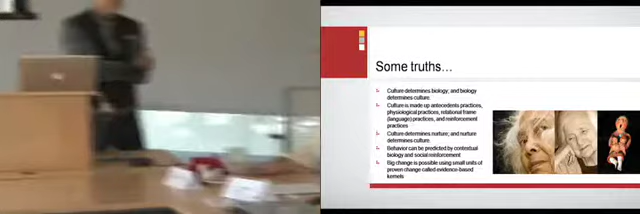 Some truths...
Culture determines biology; and biology
determines culture
Culture is made up antecedents practices,
physiological practices, relational frame
(language) practices, and reinforcement
practices
Culture determines nurture; and nurture
determines culture.
Behavior can be predicted by contextual
biology and social reinforcement
Big change is possible using small units of
proven change called evidence-based
kernels